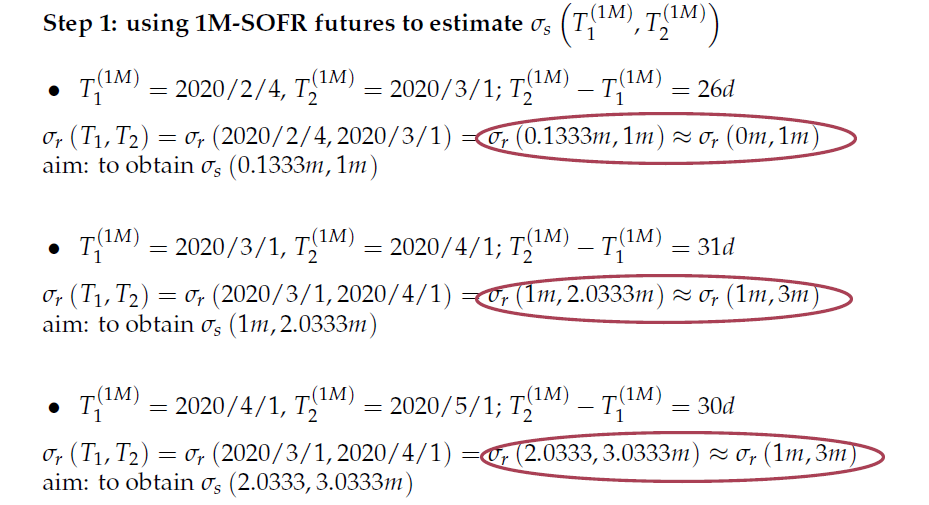 Step 1: using 1M-SOFR futures to estimate σ_s (T_1^(1M), T_2^(1M))
• T_1^(1M) = 2020/2/4, T_2^(1M) = 2020/3/1; T_2^(1M) − T_1^(1M) = 26d
σ_r (T_1, T_2) = σ_r (2020/2/4, 2020/3/1) = σ_r (0.1333m, 1m) ≈ σ_r (0m, 1m)
aim: to obtain σ_s (0.1333m, 1m)
• T_1^(1M) = 2020/3/1, T_2^(1M) = 2020/4/1; T_2^(1M) − T_1^(1M) = 31d
σ_r (T_1, T_2) = σ_r (2020/3/1, 2020/4/1) = σ_r (1m, 2.0333m) ≈ σ_r (1m, 3m)
aim: to obtain σ_s (1m, 2.0333m)
• T_1^(1M) = 2020/4/1, T_2^(1M) = 2020/5/1; T_2^(1M) − T_1^(1M) = 30d
σ_r (T_1, T_2) = σ_r (2020/3/1, 2020/4/1) = σ_r (2.0333, 3.0333m) ≈ σ_r (1m, 3m)
aim: to obtain σ_s (2.0333, 3.0333m)